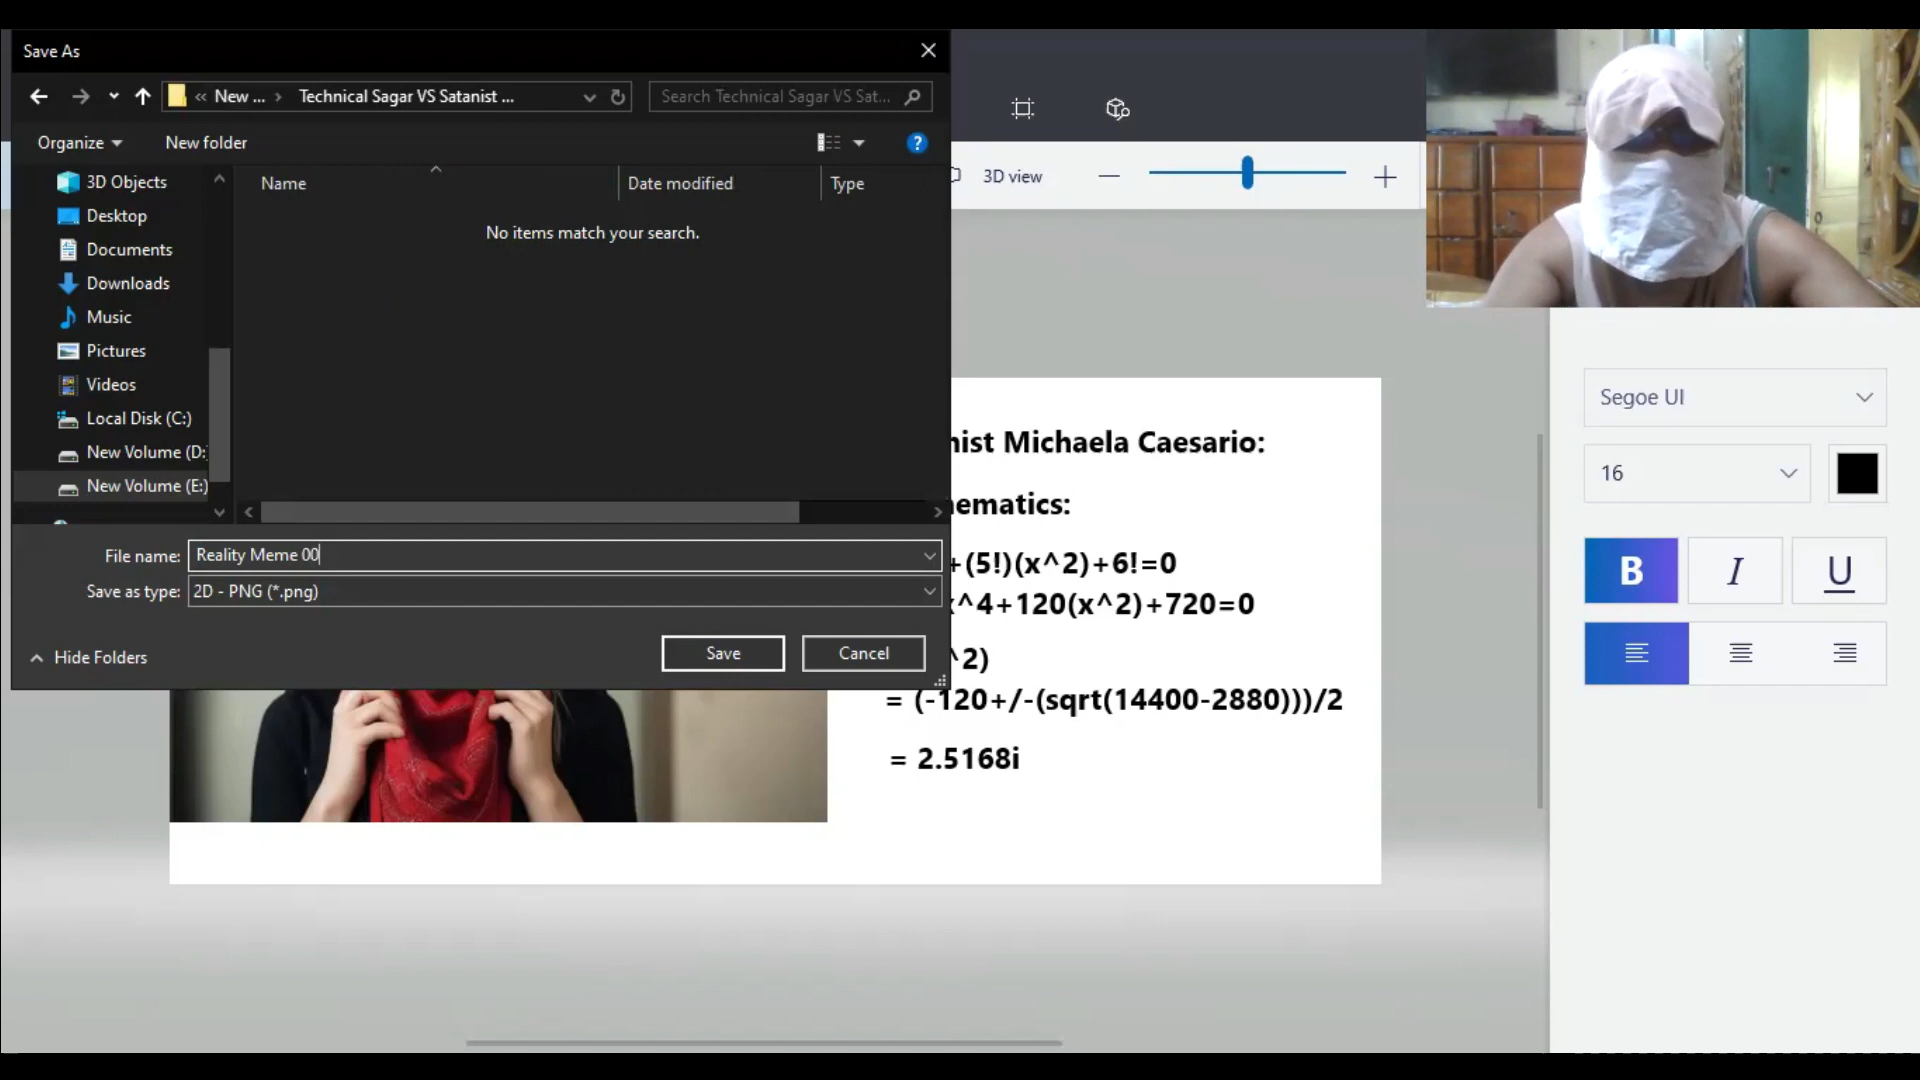 Save As
« New ... › Technical Sagar VS Satanist ...
Search Technical Sagar VS Sat...
Organize
New folder
?
3D view
3D Objects
Desktop
Documents
Downloads
Music
Pictures
Videos
Local Disk (C:)
New Volume (D:
New Volume (E:)
Name
Date modified
Type
No items match your search.
File name:
Reality Meme 00
Save as type:
2D - PNG (*.png)
Hide Folders
Save
Cancel
nist Michaela Caesario:
ematics:
+(5!)(x^2)+6!=0
x^4+120(x^2)+720=0
^2)
= (-120+/-(sqrt(14400-2880)))/2
= 2.5168i
Segoe UI
16
B
I
U